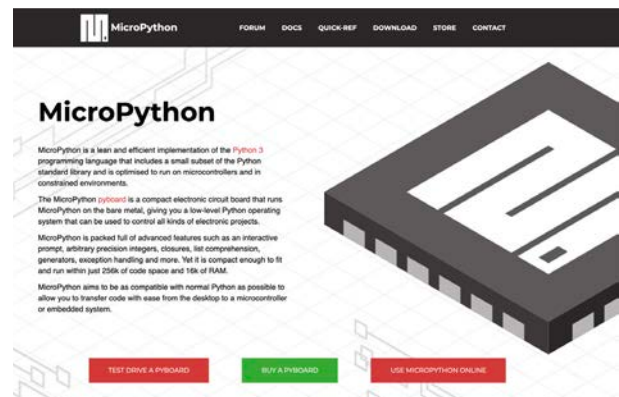 MicroPython
FORUM DOCS QUICK-REF DOWNLOAD STORE CONTACT
MicroPython
MicroPython is a lean and efficient implementation of the Python 3
programming language that includes a small subset of the Python
standard library and is optimised to run on microcontrollers and in
constrained environments.
The MicroPython pyboard is a compact electronic circuit board that runs
MicroPython on the bare metal, giving you a low-level Python operating
system that can be used to control all kinds of electronic projects.
MicroPython is packed full of advanced features such as an interactive
prompt, arbitrary precision integers, closures, list comprehension,
generators, exception handling and more. Yet it is compact enough to fit
and run within just 256k of code space and 16k of RAM.
MicroPython aims to be as compatible with normal Python as possible to
allow you to transfer code with ease from the desktop to a microcontroller
or embedded system.
TEST DRIVE A PYBOARD
BUY A PYBOARD
USE MICROPYTHON ONLINE